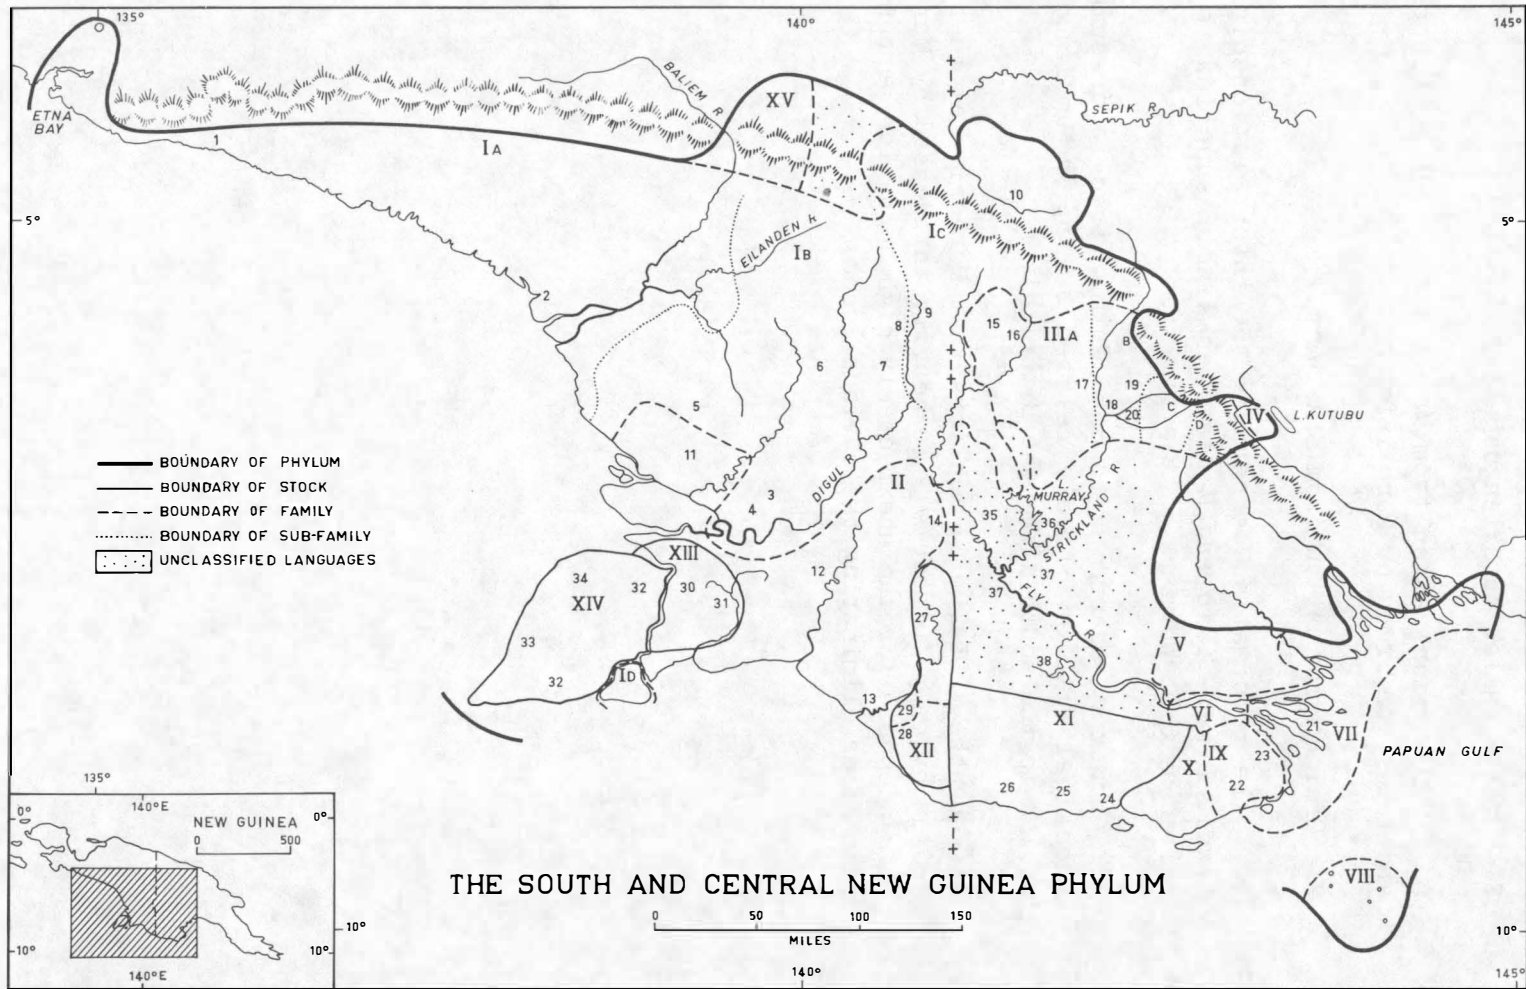 135°
140°
145°
ETNA
BAY
BALIEM R
XV
SEPIK R.
1
IA
10
5°
5°
IC
EILANDEN R
IB
2
15
16
9
8
IIIA
B
6
7
17
19
18
20
C
D
IV
L. KUTUBU
5
11
3
4
DIGUL R
II
MURRAY
STRICKLAND R
35
36
14
BOUNDARY OF PHYLUM
BOUNDARY OF STOCK
BOUNDARY OF FAMILY
BOUNDARY OF SUB-FAMILY
UNCLASSIFIED LANGUAGES
XIII
34
32
XIV
30
31
12
37
37
FLY R
27
33
32
ID
38
V
13
29
28
XII
XI
VI
21
VII
PAPUAN GULF
IX
23
X
22
26
25
24
135°
140°E
0°
0°
NEW GUINEA
0
500
10°
10°
10°
140°E
THE SOUTH AND CENTRAL NEW GUINEA PHYLUM
0
50
100
150
MILES
VIII
140°
10°
145°